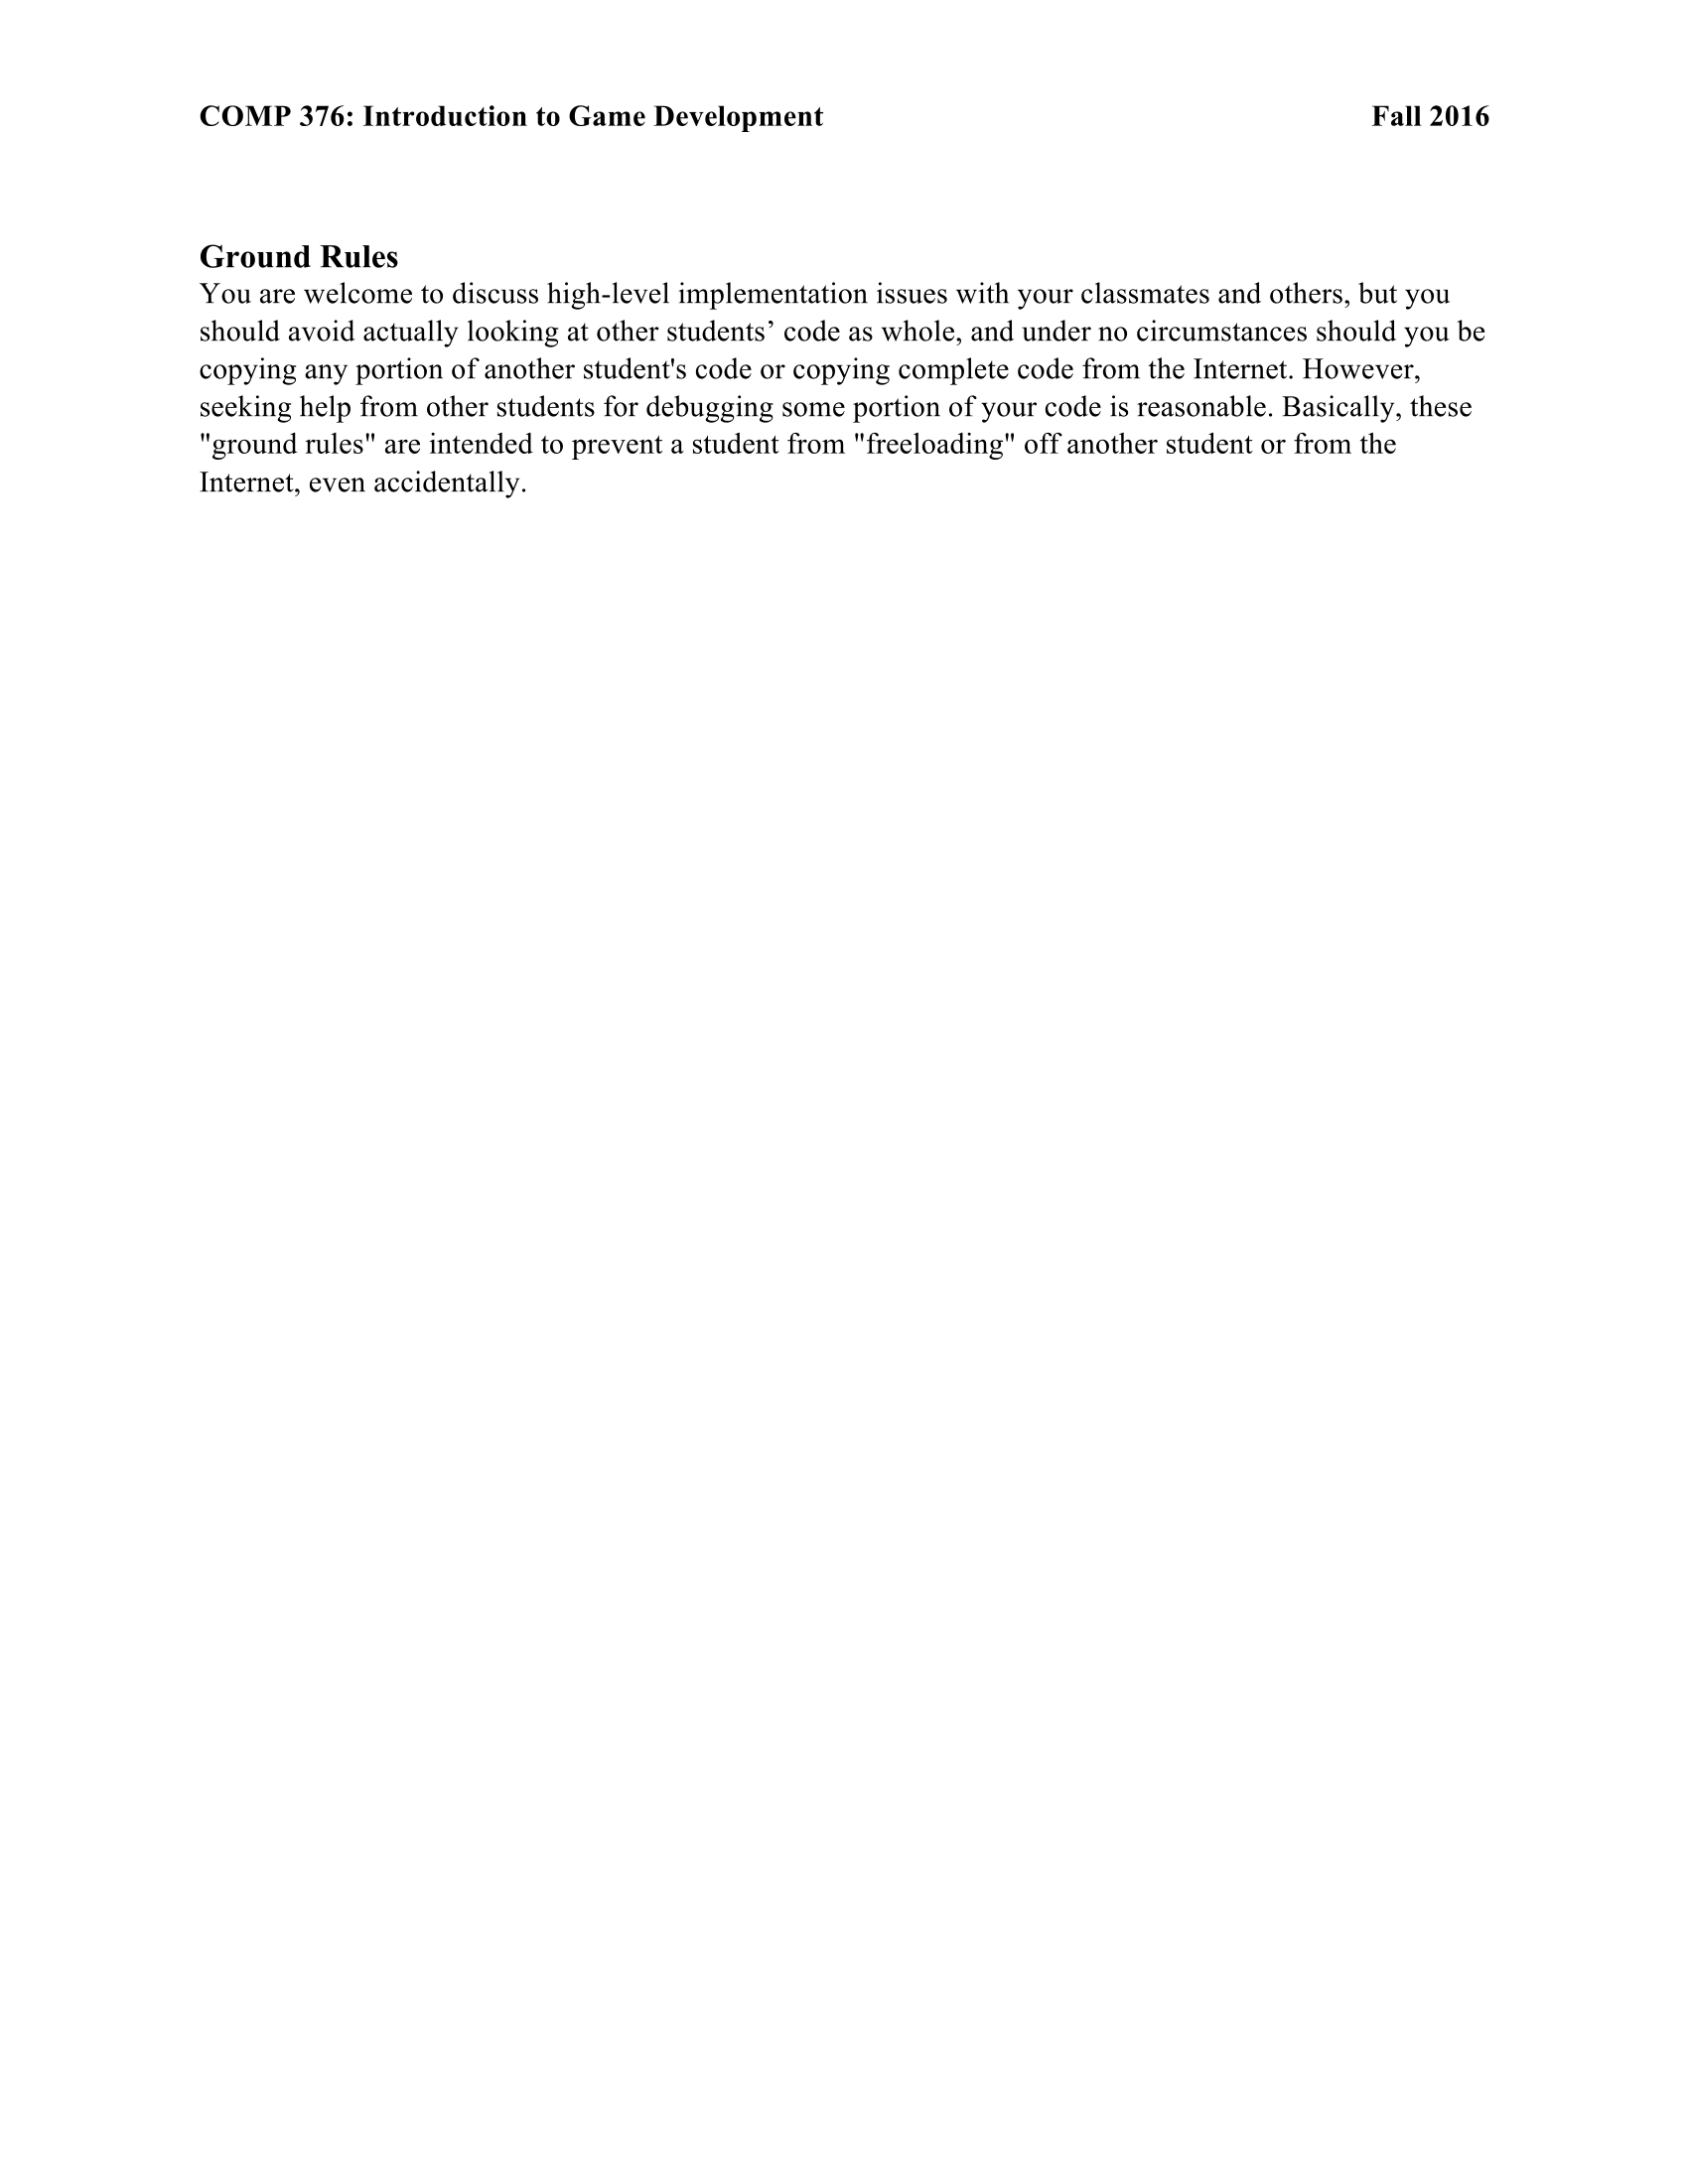 COMP 376: Introduction to Game Development Fall 2016
Ground Rules
You are welcome to discuss high-level implementation issues with your classmates and others, but you
should avoid actually looking at other students’ code as whole, and under no circumstances should you be
copying any portion of another student's code or copying complete code from the Internet. However,
seeking help from other students for debugging some portion of your code is reasonable. Basically, these
"ground rules" are intended to prevent a student from "freeloading" off another student or from the
Internet, even accidentally.